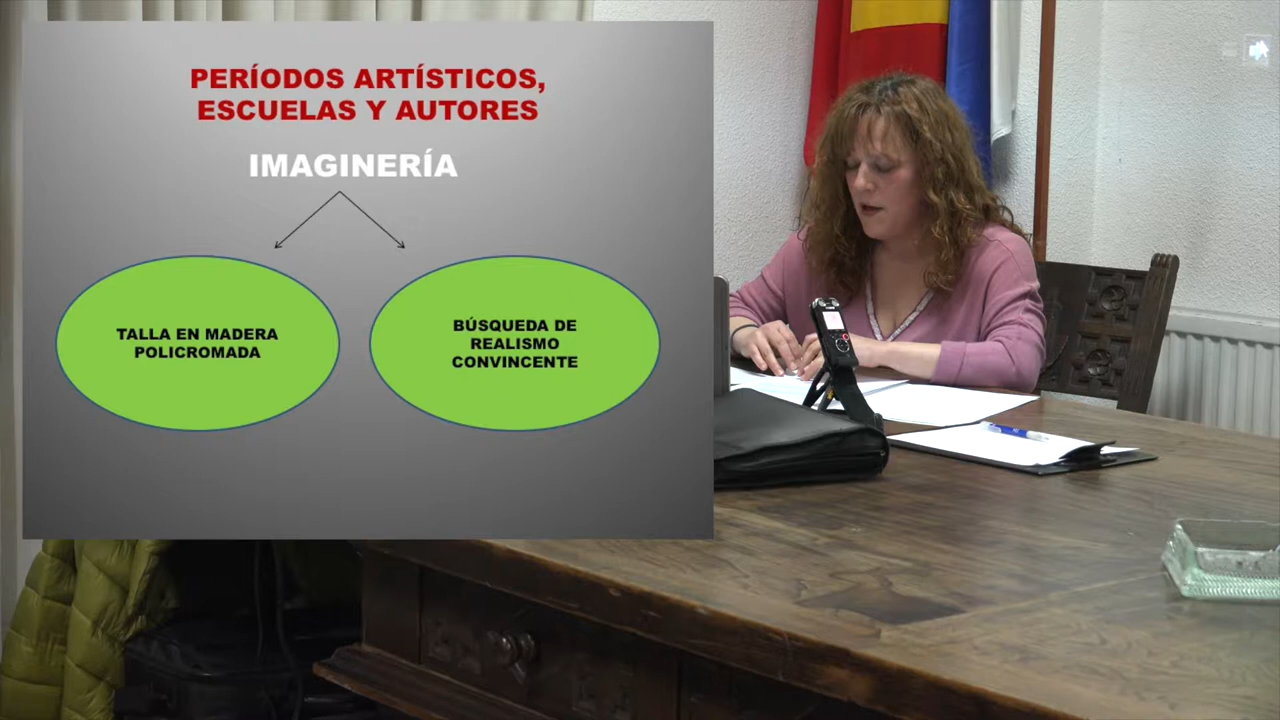 PERÍODOS ARTÍSTICOS,
ESCUELAS Y AUTORES
IMAGINERÍA
TALLA EN MADERA
POLICROMADA
BÚSQUEDA DE
REALISMO
CONVINCENTE